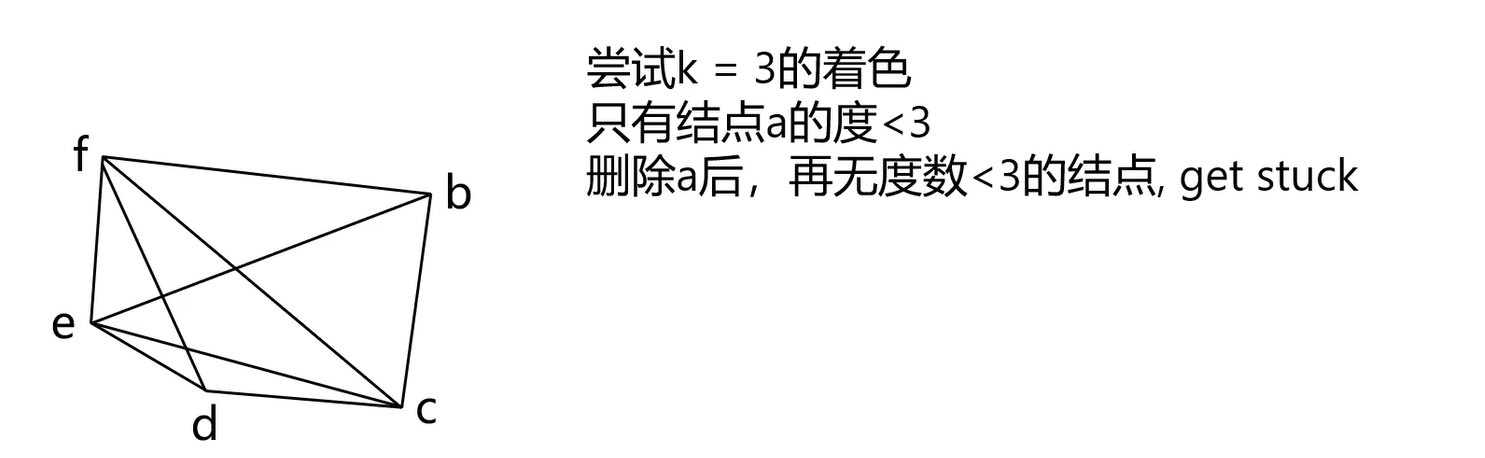 尝试k = 3的着色
只有结点a的度<3
删除a后，再无度数<3的结点, get stuck
f
b
e
d
c